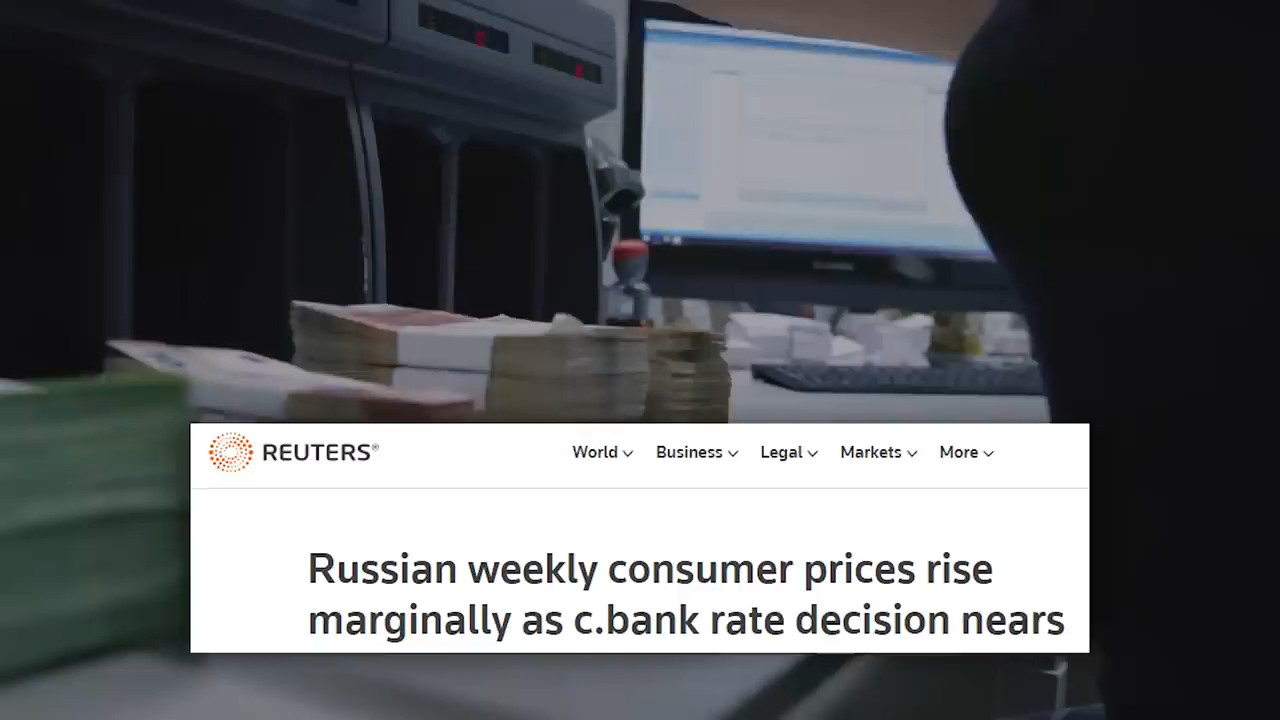 REUTERS®
World Business Legal Markets More
Russian weekly consumer prices rise
marginally as c.bank rate decision nears